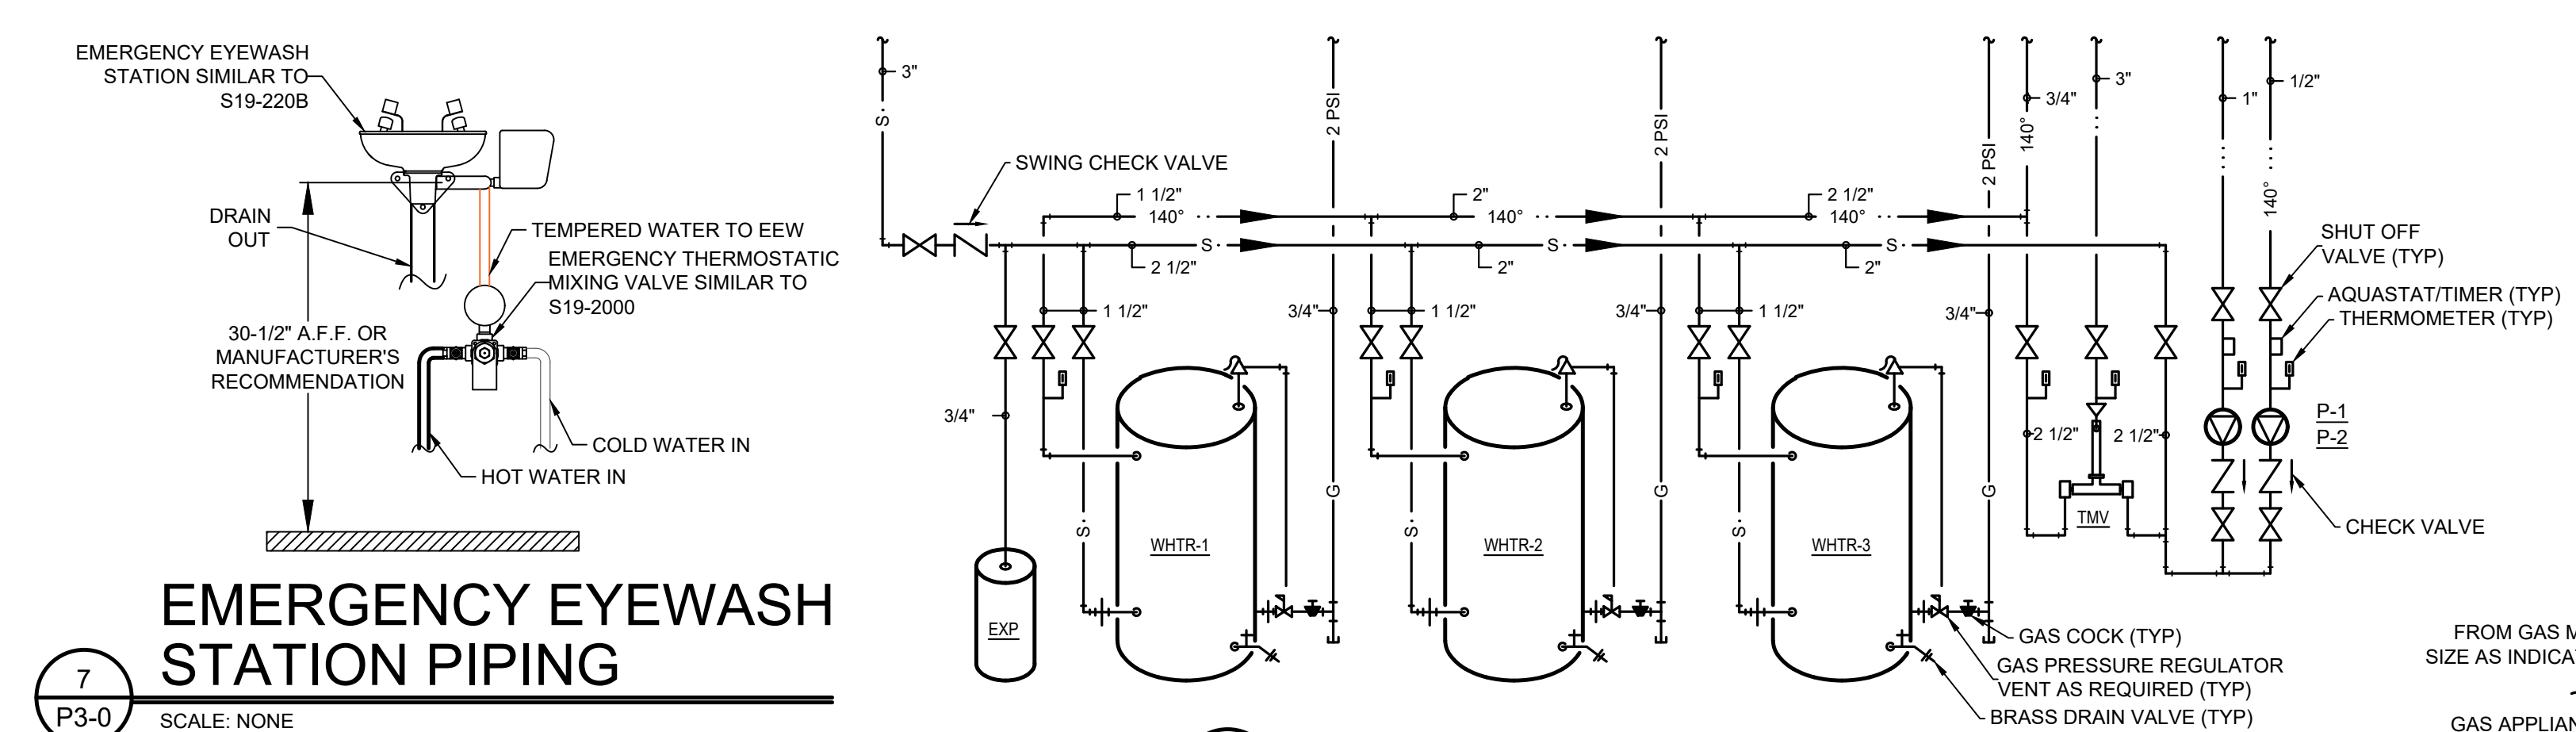 EMERGENCY EYEWASH
STATION SIMILAR TO
S19-220B
DRAIN
OUT
TEMPERED WATER TO EEW
EMERGENCY THERMOSTATIC
MIXING VALVE SIMILAR TO
S19-2000
30-1/2" A.F.F. OR
MANUFACTURER'S
RECOMMENDATION
COLD WATER IN
HOT WATER IN
EMERGENCY EYEWASH
STATION PIPING
7
P3-0
SCALE: NONE
3"
S
SWING CHECK VALVE
2 PSI
2 PSI
2 PSI
140°
3/4"
3"
1"
1/2"
140°
1 1/2"
140°
2"
140°
2 1/2"
140°
S
S
S
2 1/2"
2"
2"
1 1/2"
3/4"
1 1/2"
3/4"
1 1/2"
3/4"
SHUT OFF
VALVE (TYP)
AQUASTAT/TIMER (TYP)
THERMOMETER (TYP)
P-1
P-2
3/4"
2 1/2"
2 1/2"
G
G
G
S
S
S
TMV
CHECK VALVE
WHTR-1
WHTR-2
WHTR-3
EXP
GAS COCK (TYP)
GAS PRESSURE REGULATOR
VENT AS REQUIRED (TYP)
BRASS DRAIN VALVE (TYP)
FROM GAS M
SIZE AS INDICA
GAS APPLIAN